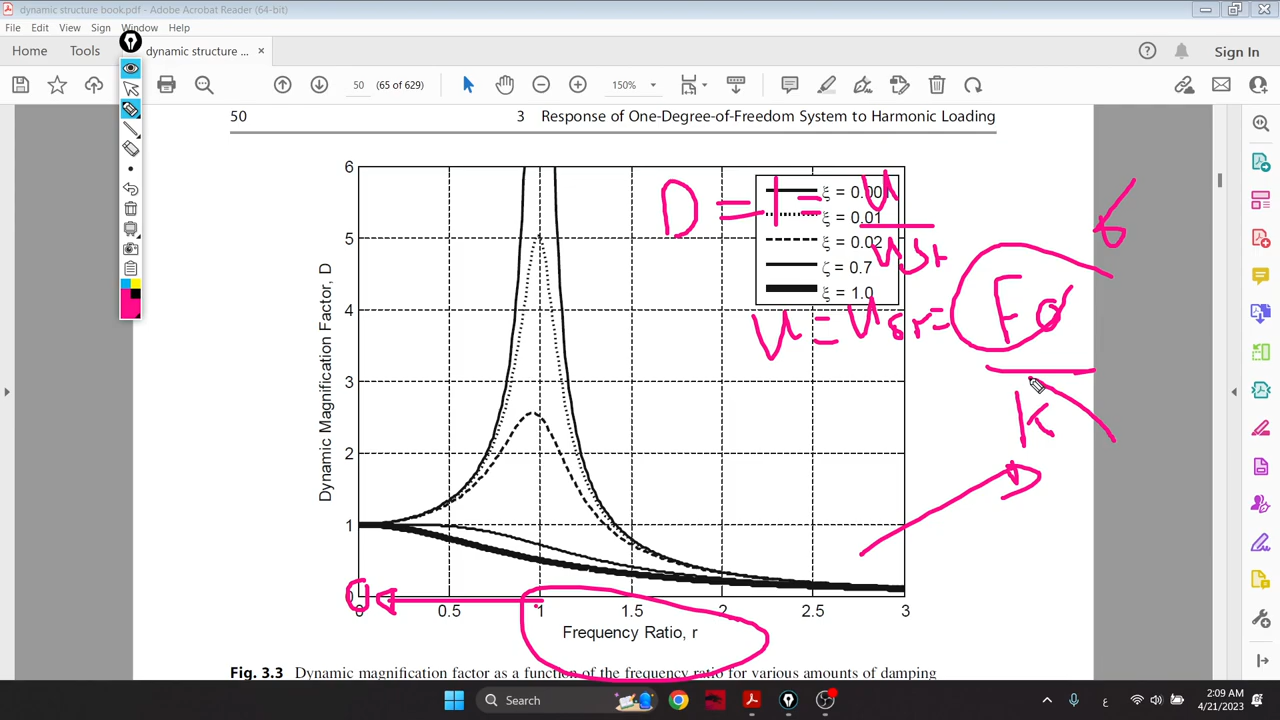 dynamic structure book.pdf - Adobe Acrobat Reader (64-bit)
File Edit View Sign Window Help
Home Tools dynamic structure ... × Sign In
50 (65 of 629) 150%
50 3 Response of One-Degree-of-Freedom System to Harmonic Loading
6
5
4
3
2
1
0
Dynamic Magnification Factor, D
ξ = 0.001
ξ = 0.01
ξ = 0.02
ξ = 0.7
ξ = 1.0
D = 1 = u
ust
u = ust = Fo
K
0 0.5 1 1.5 2 2.5 3
Frequency Ratio, r
Fig. 3.3 Dynamic magnification factor as a function of the frequency ratio for various amounts of damping
Search
ع
2:09 AM
4/21/2023